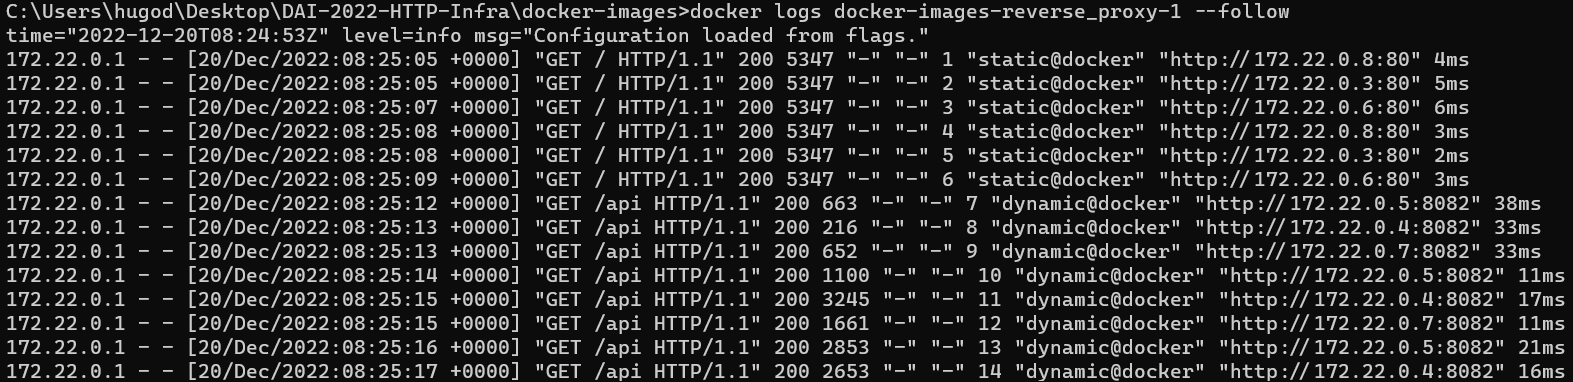 C:\Users\hugod\Desktop\DAI-2022-HTTP-Infra\docker-images>docker logs docker-images-reverse_proxy-1 --follow
time="2022-12-20T08:24:53Z" level=info msg="Configuration loaded from flags."
172.22.0.1 - - [20/Dec/2022:08:25:05 +0000] "GET / HTTP/1.1" 200 5347 "-" "-" 1 "static@docker" "http://172.22.0.8:80" 4ms
172.22.0.1 - - [20/Dec/2022:08:25:05 +0000] "GET / HTTP/1.1" 200 5347 "-" "-" 2 "static@docker" "http://172.22.0.3:80" 5ms
172.22.0.1 - - [20/Dec/2022:08:25:07 +0000] "GET / HTTP/1.1" 200 5347 "-" "-" 3 "static@docker" "http://172.22.0.6:80" 6ms
172.22.0.1 - - [20/Dec/2022:08:25:08 +0000] "GET / HTTP/1.1" 200 5347 "-" "-" 4 "static@docker" "http://172.22.0.8:80" 3ms
172.22.0.1 - - [20/Dec/2022:08:25:08 +0000] "GET / HTTP/1.1" 200 5347 "-" "-" 5 "static@docker" "http://172.22.0.3:80" 2ms
172.22.0.1 - - [20/Dec/2022:08:25:09 +0000] "GET / HTTP/1.1" 200 5347 "-" "-" 6 "static@docker" "http://172.22.0.6:80" 3ms
172.22.0.1 - - [20/Dec/2022:08:25:12 +0000] "GET /api HTTP/1.1" 200 663 "-" "-" 7 "dynamic@docker" "http://172.22.0.5:8082" 38ms
172.22.0.1 - - [20/Dec/2022:08:25:13 +0000] "GET /api HTTP/1.1" 200 216 "-" "-" 8 "dynamic@docker" "http://172.22.0.4:8082" 33ms
172.22.0.1 - - [20/Dec/2022:08:25:13 +0000] "GET /api HTTP/1.1" 200 652 "-" "-" 9 "dynamic@docker" "http://172.22.0.7:8082" 33ms
172.22.0.1 - - [20/Dec/2022:08:25:14 +0000] "GET /api HTTP/1.1" 200 1100 "-" "-" 10 "dynamic@docker" "http://172.22.0.5:8082" 11ms
172.22.0.1 - - [20/Dec/2022:08:25:15 +0000] "GET /api HTTP/1.1" 200 3245 "-" "-" 11 "dynamic@docker" "http://172.22.0.4:8082" 17ms
172.22.0.1 - - [20/Dec/2022:08:25:15 +0000] "GET /api HTTP/1.1" 200 1661 "-" "-" 12 "dynamic@docker" "http://172.22.0.7:8082" 11ms
172.22.0.1 - - [20/Dec/2022:08:25:16 +0000] "GET /api HTTP/1.1" 200 2853 "-" "-" 13 "dynamic@docker" "http://172.22.0.5:8082" 21ms
172.22.0.1 - - [20/Dec/2022:08:25:17 +0000] "GET /api HTTP/1.1" 200 2653 "-" "-" 14 "dynamic@docker" "http://172.22.0.4:8082" 16ms